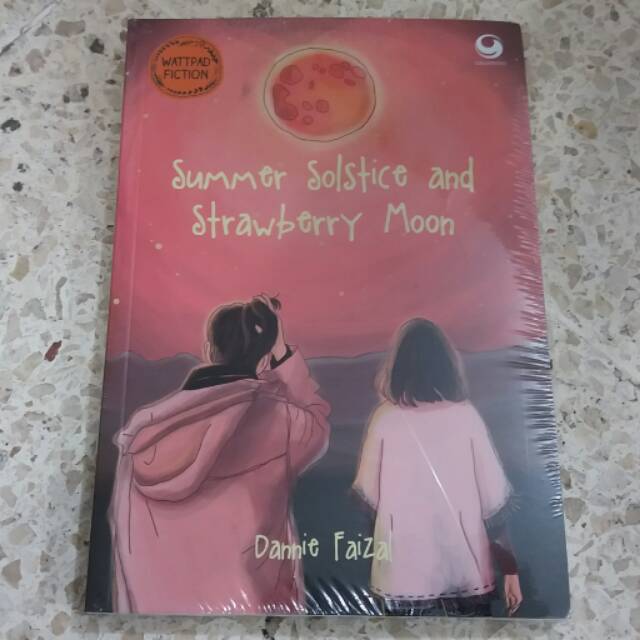 WATTPAD
FICTION
Summer Solstice and
Strawberry Moon
Dannie Faizal